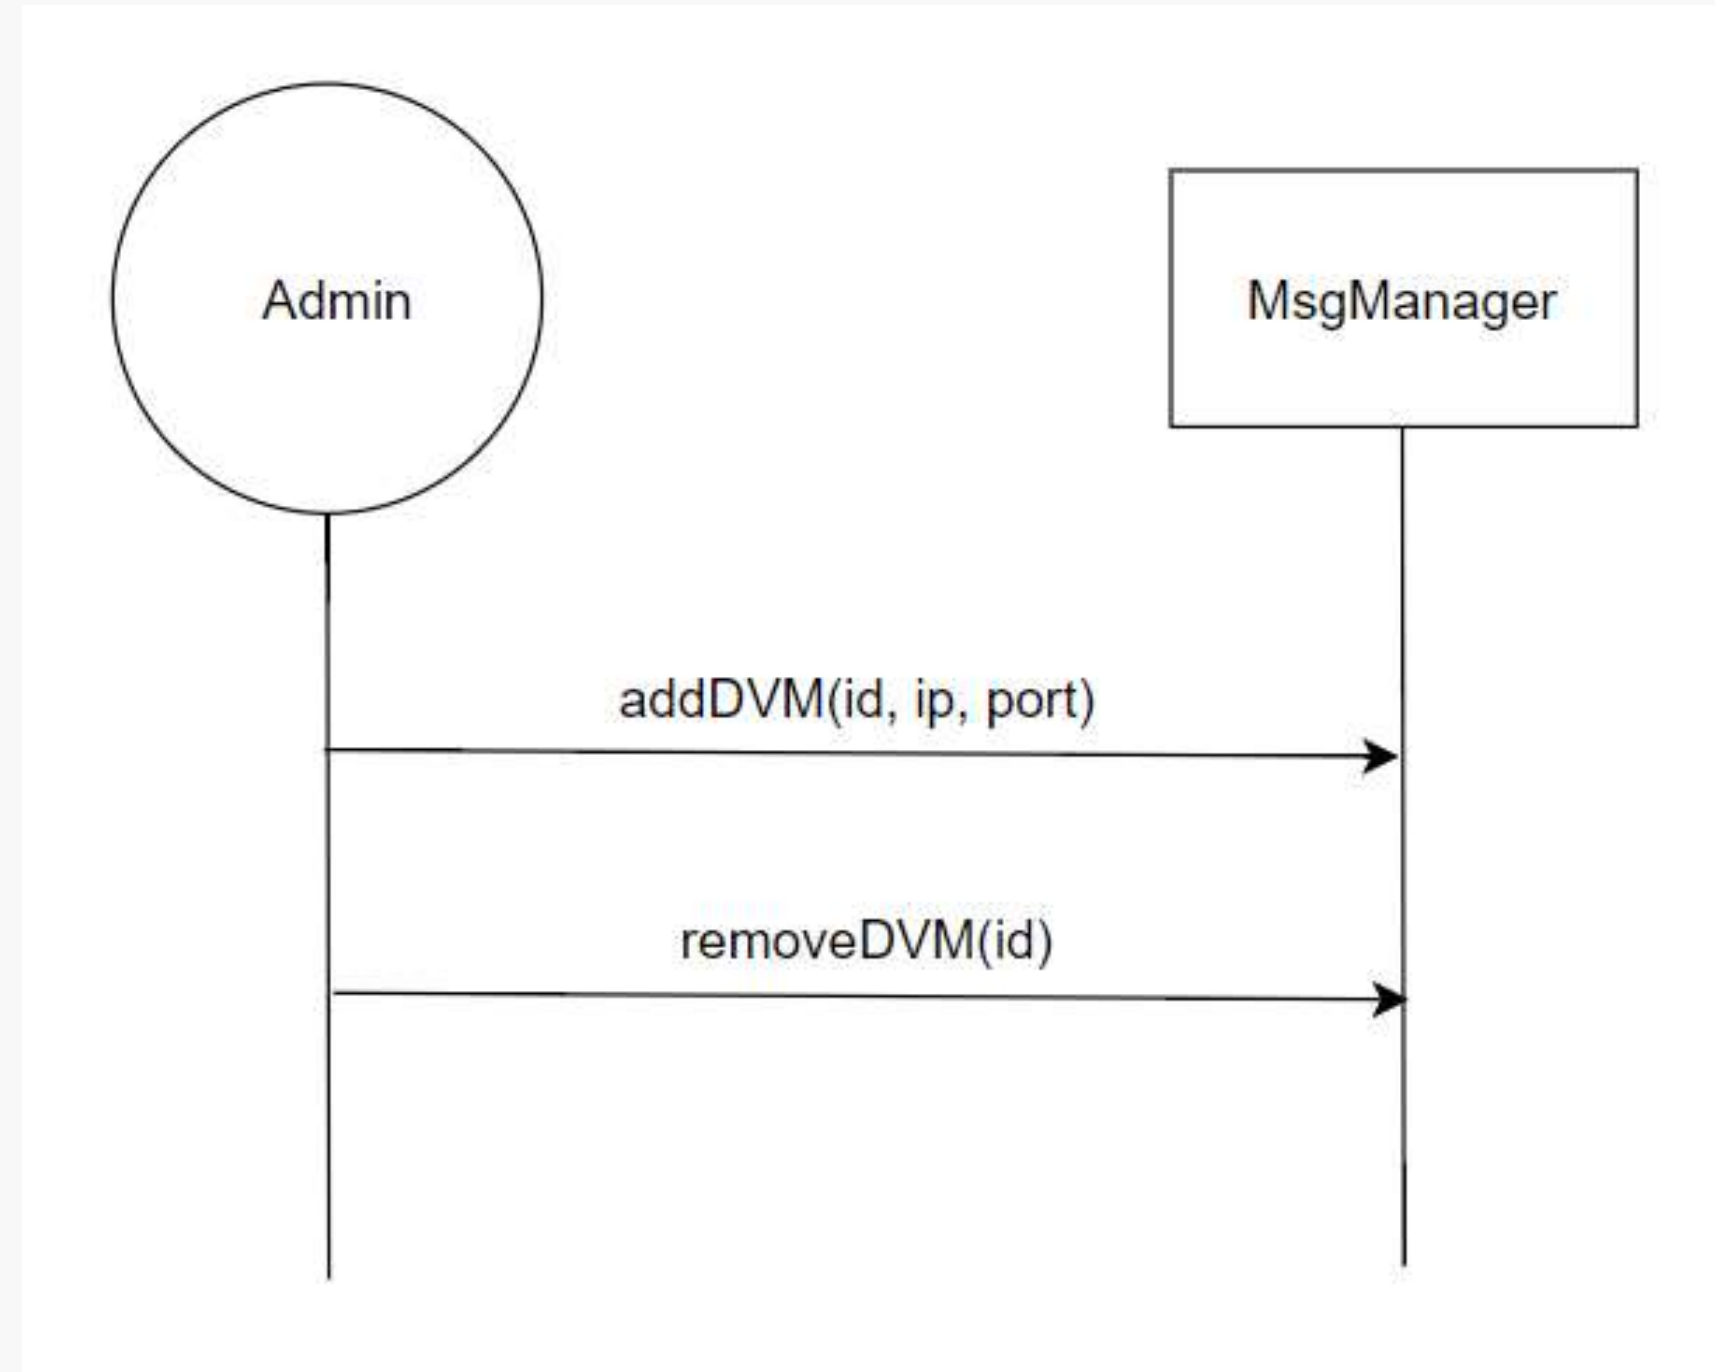 Admin
MsgManager
addDVM(id, ip, port)
removeDVM(id)